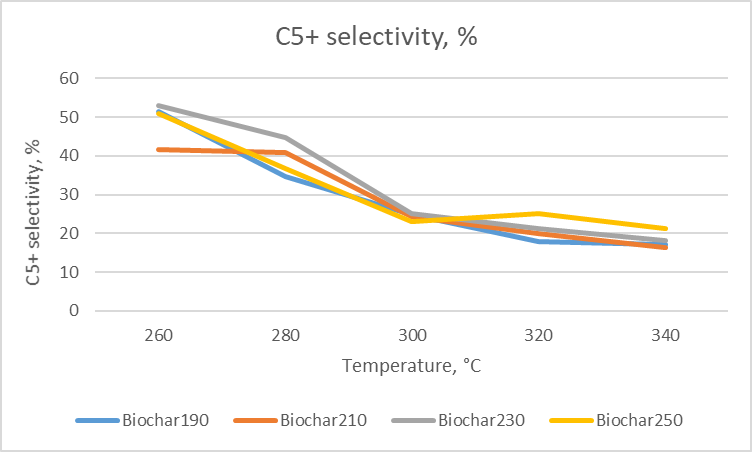 C5+ selectivity, %
C5+ selectivity, %
60
50
40
30
20
10
0
260 280 300 320 340
Temperature, °C
Biochar190 Biochar210 Biochar230 Biochar250